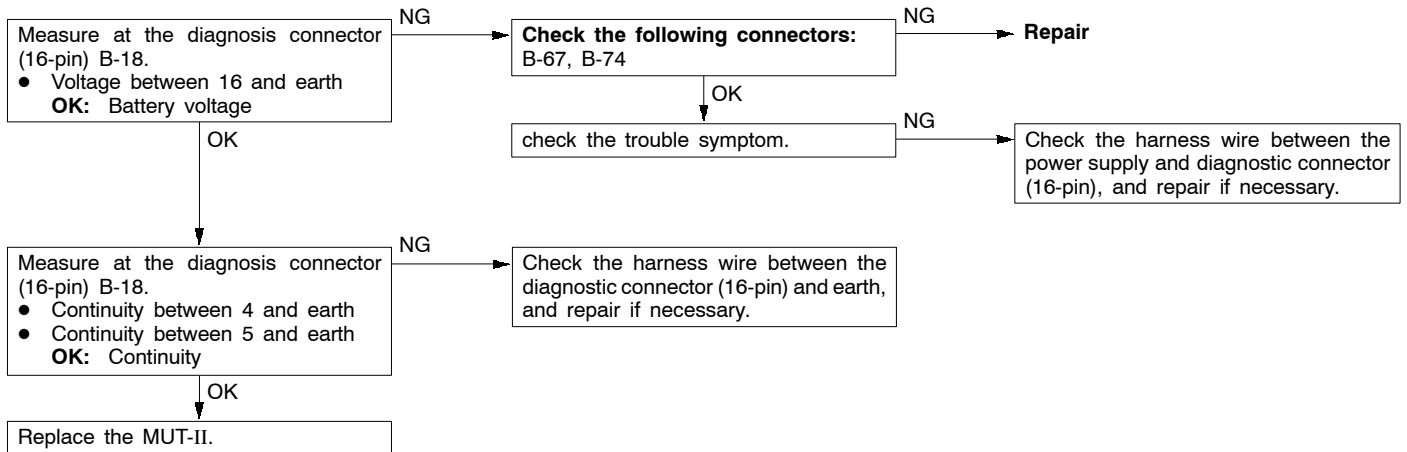 Measure at the diagnosis connector
(16-pin) B-18.
● Voltage between 16 and earth
OK: Battery voltage
NG
Check the following connectors:
B-67, B-74
NG
Repair
OK
check the trouble symptom.
NG
Check the harness wire between the
power supply and diagnostic connector
(16-pin), and repair if necessary.
OK
Measure at the diagnosis connector
(16-pin) B-18.
● Continuity between 4 and earth
● Continuity between 5 and earth
OK: Continuity
NG
Check the harness wire between the
diagnostic connector (16-pin) and earth,
and repair if necessary.
OK
Replace the MUT-II.